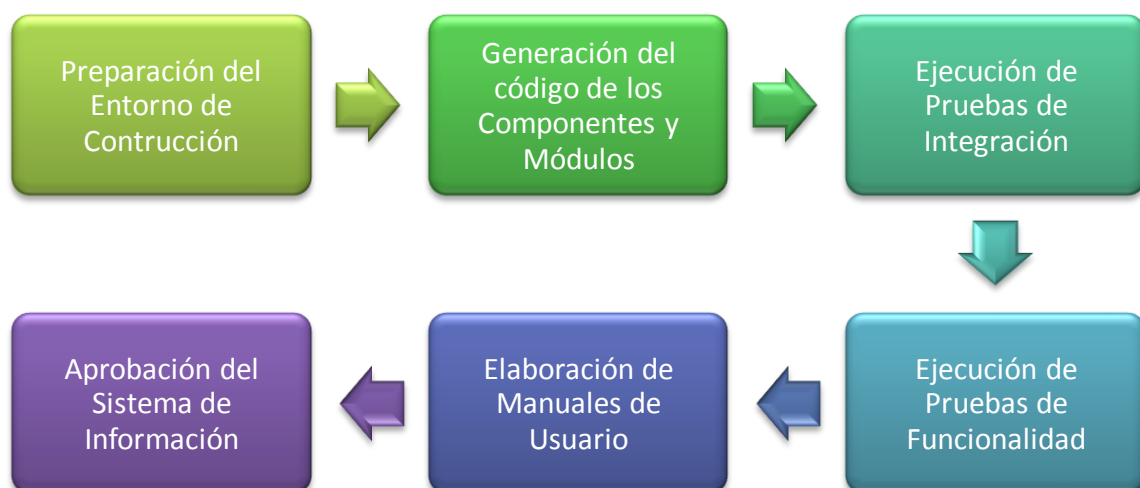 Preparación del
Entorno de
Contrucción
Generación del
código de los
Componentes y
Módulos
Ejecución de
Pruebas de
Integración
Ejecución de
Pruebas de
Funcionalidad
Elaboración de
Manuales de
Usuario
Aprobación del
Sistema de
Información